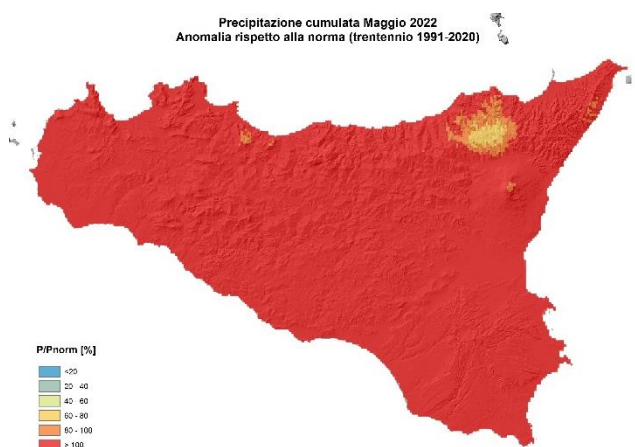 Precipitazione cumulata Maggio 2022
Anomalia rispetto alla norma (trentennio 1991-2020)
P/Pnorm [%]
<20
20 - 40
40 - 60
60 - 80
80 - 100
> 100